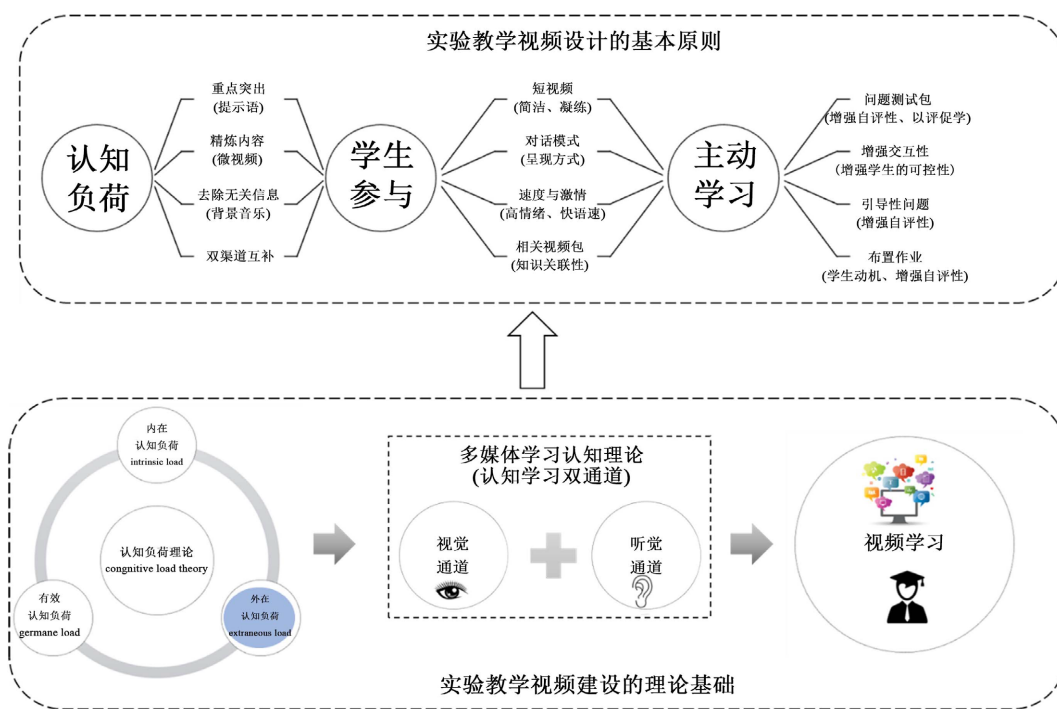 实验教学视频设计的基本原则
认知
负荷
重点突出
(提示语)
精炼内容
(微视频)
去除无关信息
(背景音乐)
双渠道互补
学生
参与
短视频
(简洁、凝练)
对话模式
(呈现方式)
速度与激情
(高情绪、快语速)
相关视频包
(知识关联性)
主动
学习
问题测试包
(增强自评性、以评促学)
增强交互性
(增强学生的可控性)
引导性问题
(增强自评性)
布置作业
(学生动机、增强自评性)
内在
认知负荷
intrinsic load
认知负荷理论
congnitive load theory
有效
认知负荷
germane load
外在
认知负荷
extraneous load
多媒体学习认知理论
(认知学习双通道)
视觉
通道
听觉
通道
视频学习
实验教学视频建设的理论基础